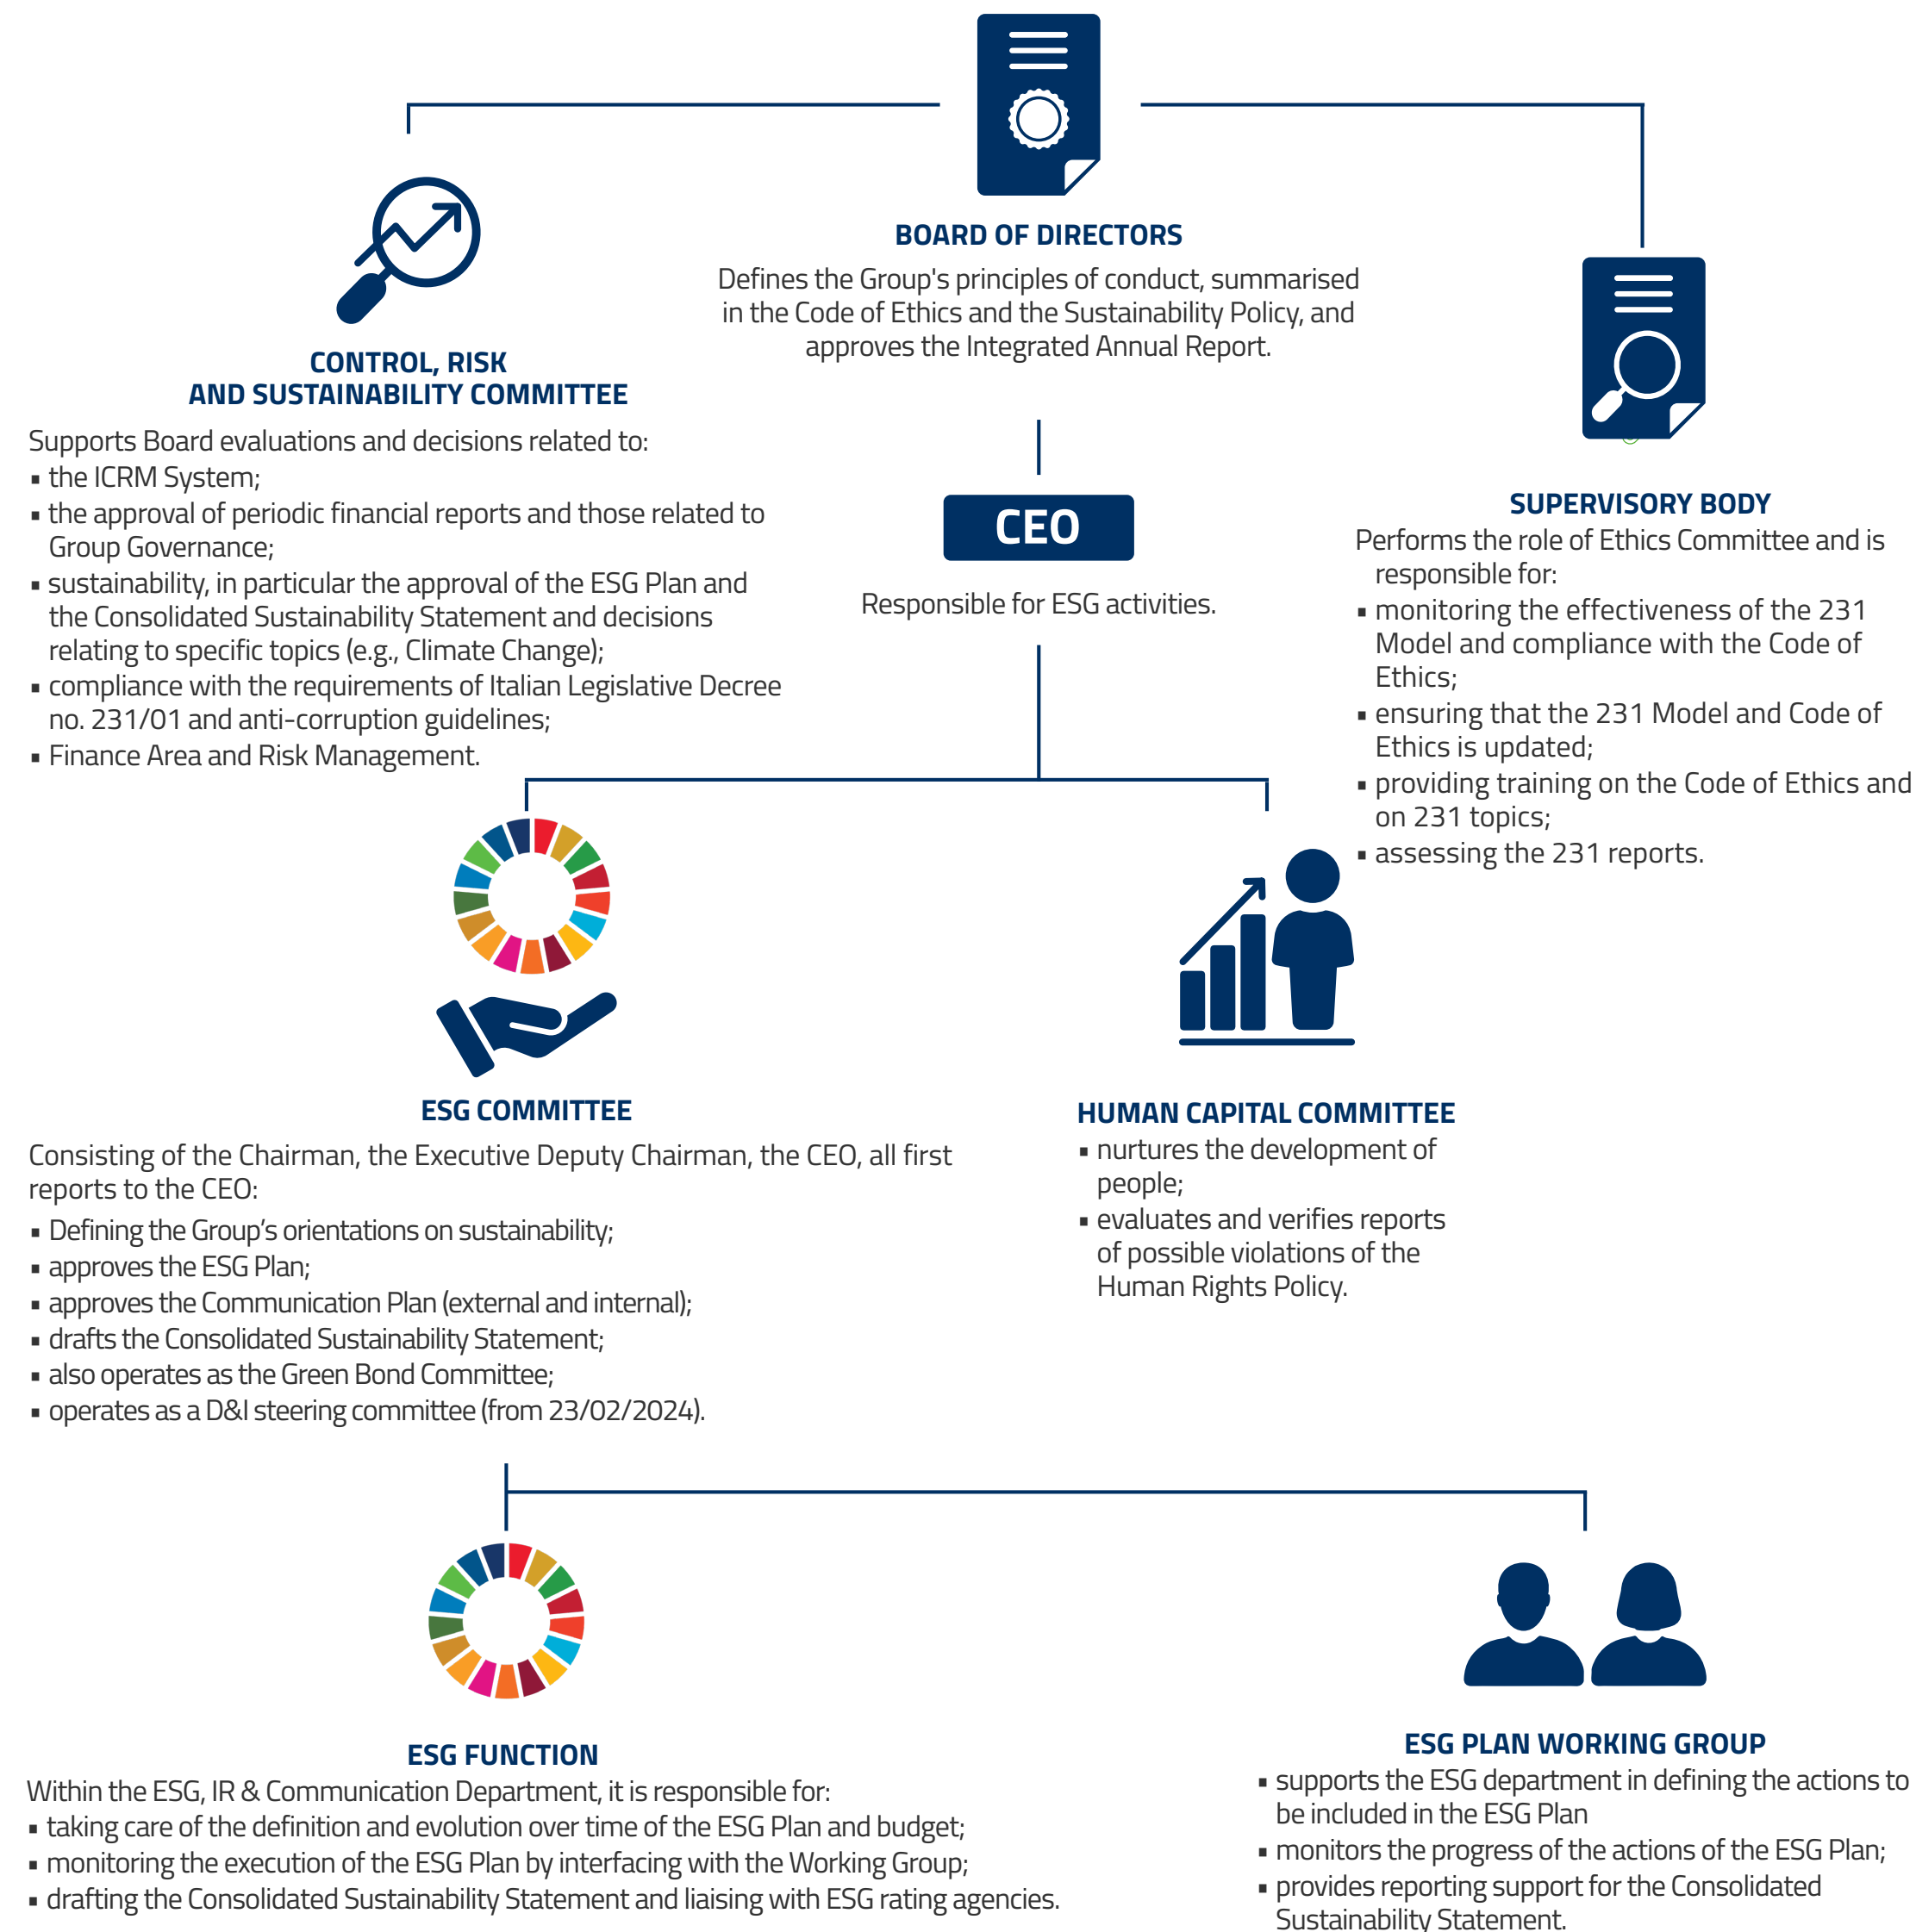 BOARD OF DIRECTORS
Defines the Group's principles of conduct, summarised
in the Code of Ethics and the Sustainability Policy, and
approves the Integrated Annual Report.
CONTROL, RISK
AND SUSTAINABILITY COMMITTEE
Supports Board evaluations and decisions related to:
▪ the ICRM System;
▪ the approval of periodic financial reports and those related to
Group Governance;
▪ sustainability, in particular the approval of the ESG Plan and
the Consolidated Sustainability Statement and decisions
relating to specific topics (e.g., Climate Change);
▪ compliance with the requirements of Italian Legislative Decree
no. 231/01 and anti-corruption guidelines;
▪ Finance Area and Risk Management.
CEO
Responsible for ESG activities.
SUPERVISORY BODY
Performs the role of Ethics Committee and is
responsible for:
▪ monitoring the effectiveness of the 231
Model and compliance with the Code of
Ethics;
▪ ensuring that the 231 Model and Code of
Ethics is updated;
▪ providing training on the Code of Ethics and
on 231 topics;
▪ assessing the 231 reports.
ESG COMMITTEE
Consisting of the Chairman, the Executive Deputy Chairman, the CEO, all first
reports to the CEO:
▪ Defining the Group's orientations on sustainability;
▪ approves the ESG Plan;
▪ approves the Communication Plan (external and internal);
▪ drafts the Consolidated Sustainability Statement;
▪ also operates as the Green Bond Committee;
▪ operates as a D&I steering committee (from 23/02/2024).
HUMAN CAPITAL COMMITTEE
▪ nurtures the development of
people;
▪ evaluates and verifies reports
of possible violations of the
Human Rights Policy.
ESG FUNCTION
Within the ESG, IR & Communication Department, it is responsible for:
▪ taking care of the definition and evolution over time of the ESG Plan and budget;
▪ monitoring the execution of the ESG Plan by interfacing with the Working Group;
▪ drafting the Consolidated Sustainability Statement and liaising with ESG rating agencies.
ESG PLAN WORKING GROUP
▪ supports the ESG department in defining the actions to
be included in the ESG Plan
▪ monitors the progress of the actions of the ESG Plan;
▪ provides reporting support for the Consolidated
Sustainability Statement.